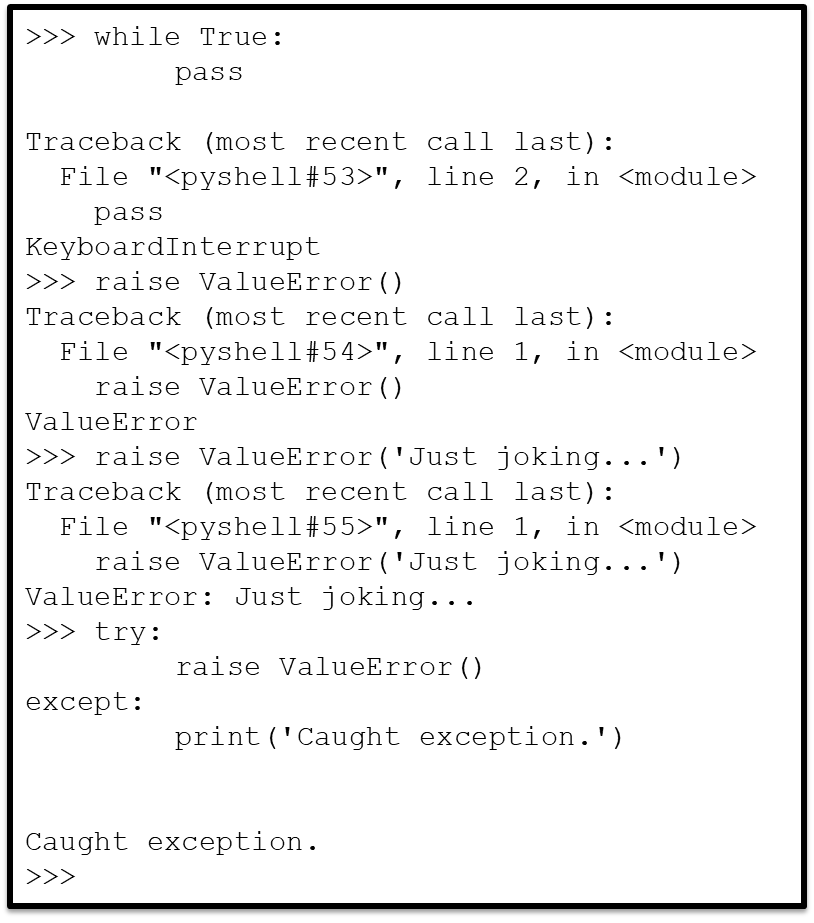 >>> while True:
        pass

Traceback (most recent call last):
  File "<pyshell#53>", line 2, in <module>
    pass
KeyboardInterrupt
>>> raise ValueError()
Traceback (most recent call last):
  File "<pyshell#54>", line 1, in <module>
    raise ValueError()
ValueError
>>> raise ValueError('Just joking...')
Traceback (most recent call last):
  File "<pyshell#55>", line 1, in <module>
    raise ValueError('Just joking...')
ValueError: Just joking...
>>> try:
        raise ValueError()
except:
        print('Caught exception.')


Caught exception.
>>>